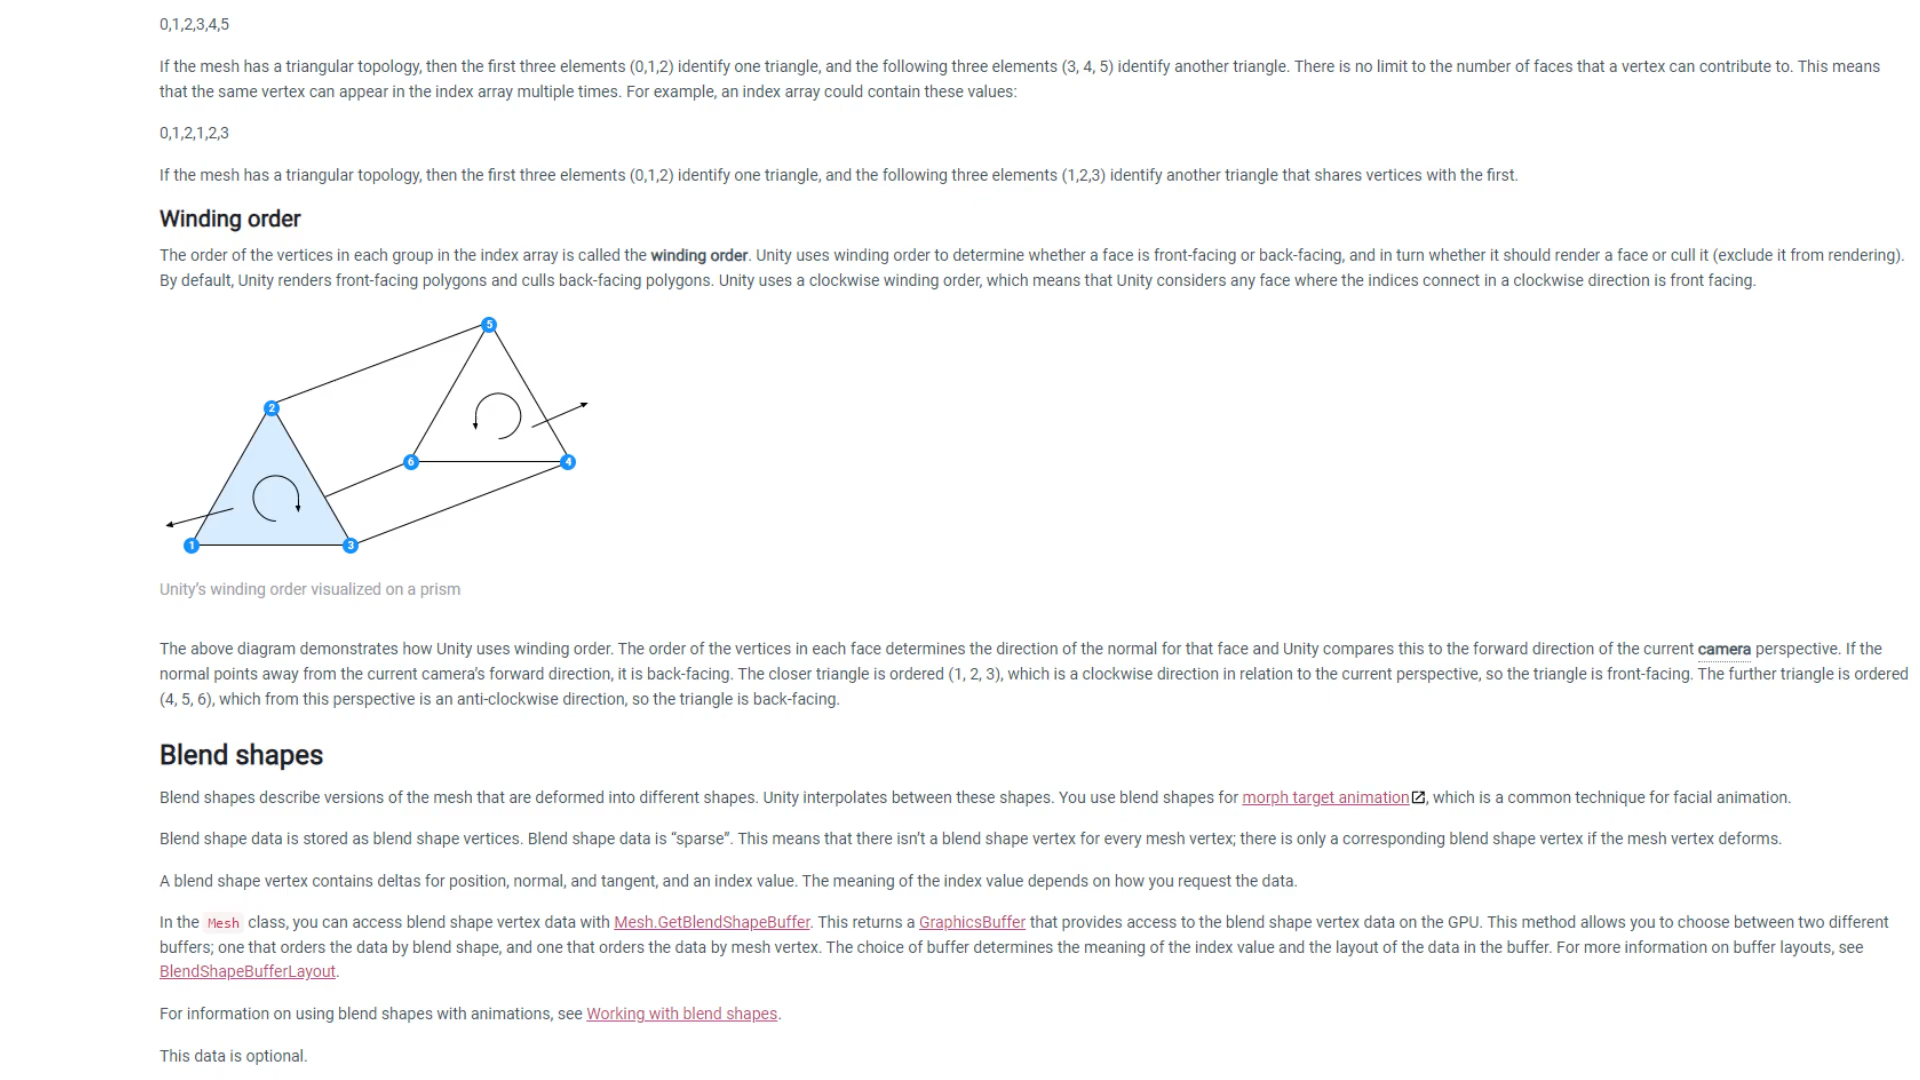 0,1,2,3,4,5
If the mesh has a triangular topology, then the first three elements (0,1,2) identify one triangle, and the following three elements (3, 4, 5) identify another triangle. There is no limit to the number of faces that a vertex can contribute to. This means
that the same vertex can appear in the index array multiple times. For example, an index array could contain these values:
0,1,2,1,2,3
If the mesh has a triangular topology, then the first three elements (0,1,2) identify one triangle, and the following three elements (1,2,3) identify another triangle that shares vertices with the first.
Winding order
The order of the vertices in each group in the index array is called the winding order. Unity uses winding order to determine whether a face is front-facing or back-facing, and in turn whether it should render a face or cull it (exclude it from rendering).
By default, Unity renders front-facing polygons and culls back-facing polygons. Unity uses a clockwise winding order, which means that Unity considers any face where the indices connect in a clockwise direction is front facing.
5
2
6
4
1
3
Unity's winding order visualized on a prism
The above diagram demonstrates how Unity uses winding order. The order of the vertices in each face determines the direction of the normal for that face and Unity compares this to the forward direction of the current camera perspective. If the
normal points away from the current camera's forward direction, it is back-facing. The closer triangle is ordered (1, 2, 3), which is a clockwise direction in relation to the current perspective, so the triangle is front-facing. The further triangle is ordered
(4, 5, 6), which from this perspective is an anti-clockwise direction, so the triangle is back-facing.
Blend shapes
Blend shapes describe versions of the mesh that are deformed into different shapes. Unity interpolates between these shapes. You use blend shapes for morph target animation, which is a common technique for facial animation.
Blend shape data is stored as blend shape vertices. Blend shape data is “sparse”. This means that there isn’t a blend shape vertex for every mesh vertex; there is only a corresponding blend shape vertex if the mesh vertex deforms.
A blend shape vertex contains deltas for position, normal, and tangent, and an index value. The meaning of the index value depends on how you request the data.
In the Mesh class, you can access blend shape vertex data with Mesh.GetBlendShapeBuffer. This returns a GraphicsBuffer that provides access to the blend shape vertex data on the GPU. This method allows you to choose between two different
buffers; one that orders the data by blend shape, and one that orders the data by mesh vertex. The choice of buffer determines the meaning of the index value and the layout of the data in the buffer. For more information on buffer layouts, see
BlendShapeBufferLayout.
For information on using blend shapes with animations, see Working with blend shapes.
This data is optional.